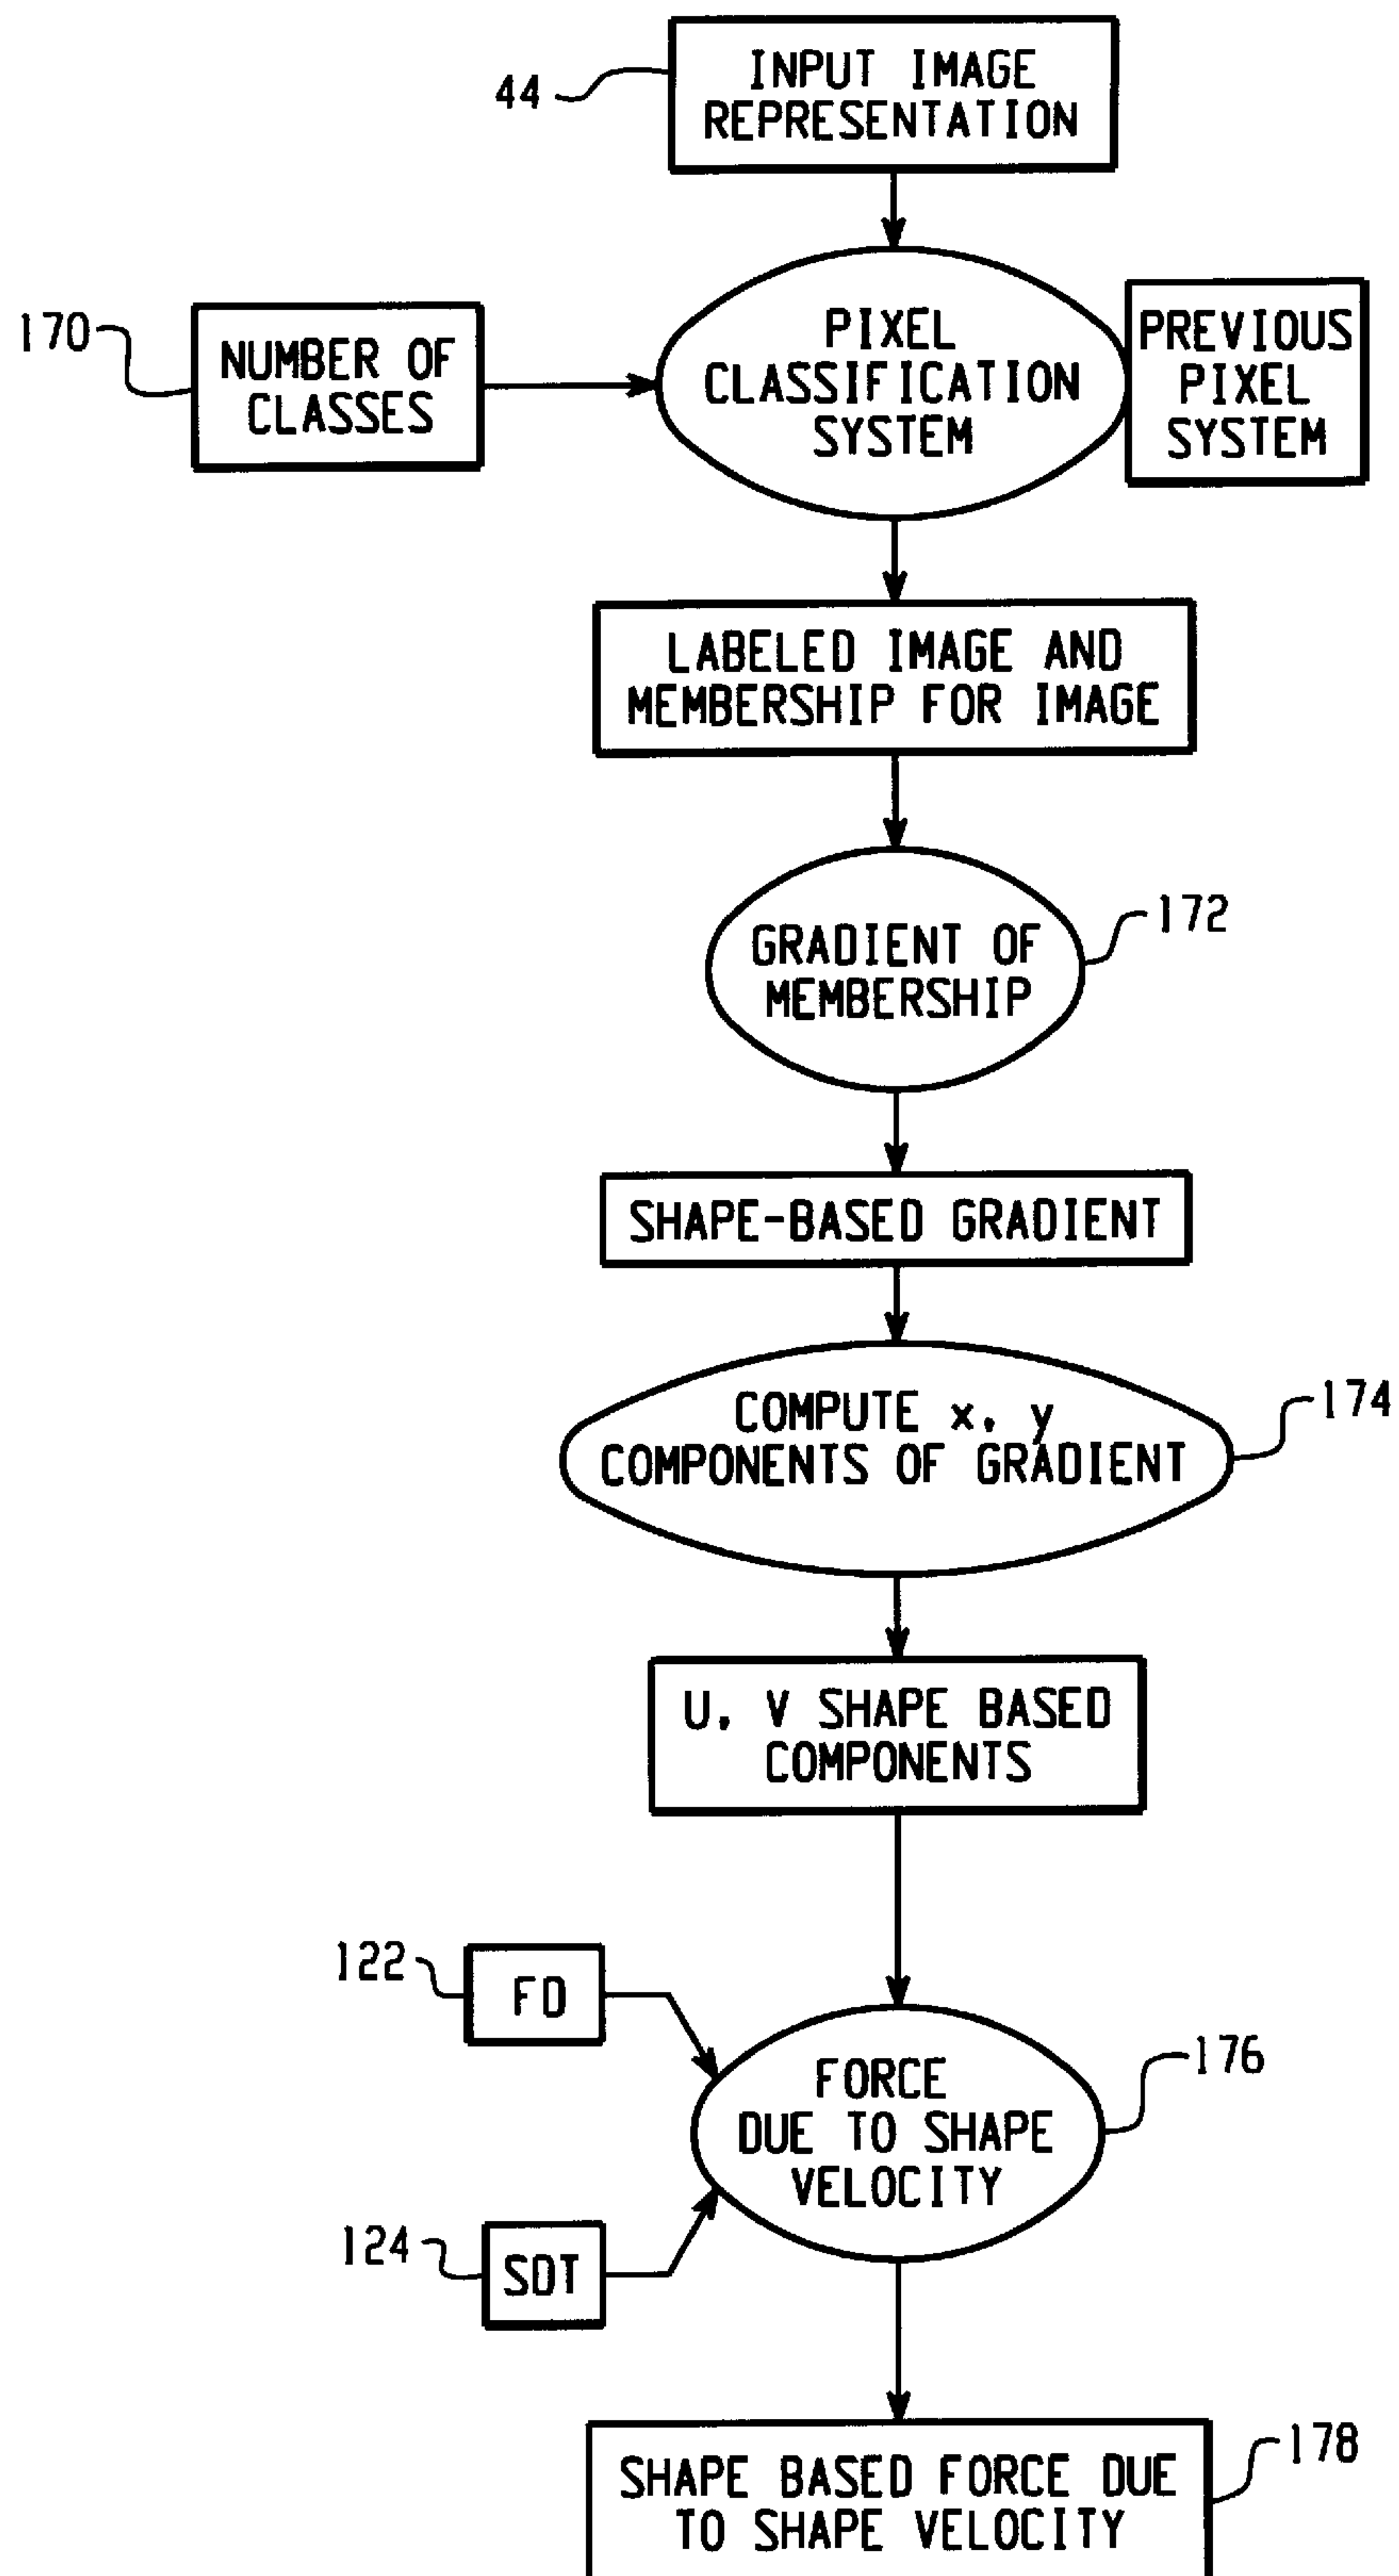 INPUT IMAGE
REPRESENTATION
44
170
NUMBER OF
CLASSES
PIXEL
CLASSIFICATION
SYSTEM
PREVIOUS
PIXEL
SYSTEM
LABELED IMAGE AND
MEMBERSHIP FOR IMAGE
GRADIENT OF
MEMBERSHIP
172
SHAPE-BASED GRADIENT
COMPUTE x, y
COMPONENTS OF GRADIENT
174
U, V SHAPE BASED
COMPONENTS
122
FD
FORCE
DUE TO SHAPE
VELOCITY
176
124
SDT
SHAPE BASED FORCE DUE
TO SHAPE VELOCITY
178